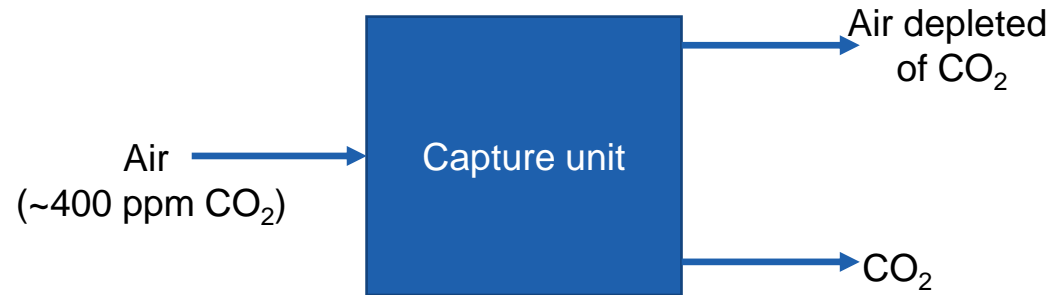 Air depleted
of CO₂
Air
(~400 ppm CO₂)
Capture unit
CO₂